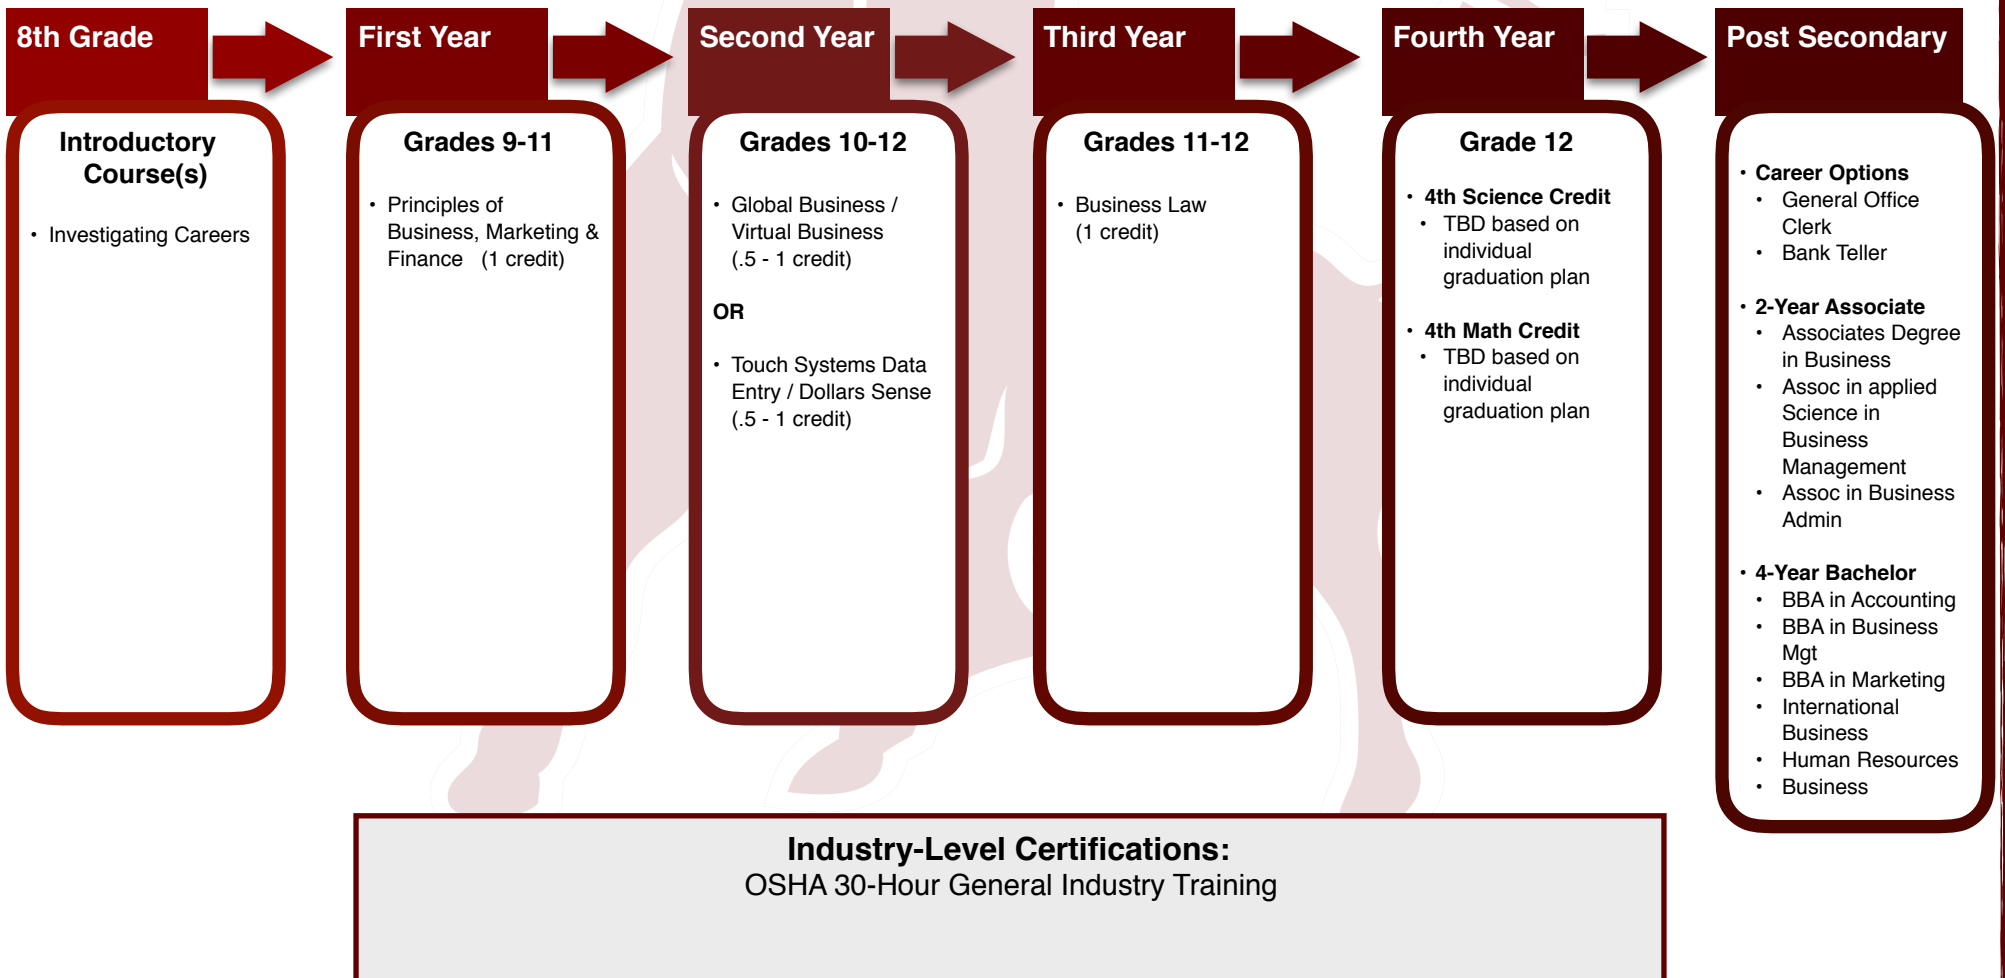 8th Grade
Introductory
Course(s)
• Investigating Careers
First Year
Grades 9-11
• Principles of
Business, Marketing &
Finance (1 credit)
Second Year
Grades 10-12
• Global Business /
Virtual Business
(.5 - 1 credit)
OR
• Touch Systems Data
Entry / Dollars Sense
(.5 - 1 credit)
Third Year
Grades 11-12
• Business Law
(1 credit)
Fourth Year
Grade 12
• 4th Science Credit
• TBD based on
individual
graduation plan
• 4th Math Credit
• TBD based on
individual
graduation plan
Post Secondary
• Career Options
• General Office
Clerk
• Bank Teller
• 2-Year Associate
• Associates Degree
in Business
• Assoc in applied
Science in
Business
Management
• Assoc in Business
Admin
• 4-Year Bachelor
• BBA in Accounting
• BBA in Business
Mgt
• BBA in Marketing
• International
Business
• Human Resources
• Business
Industry-Level Certifications:
OSHA 30-Hour General Industry Training